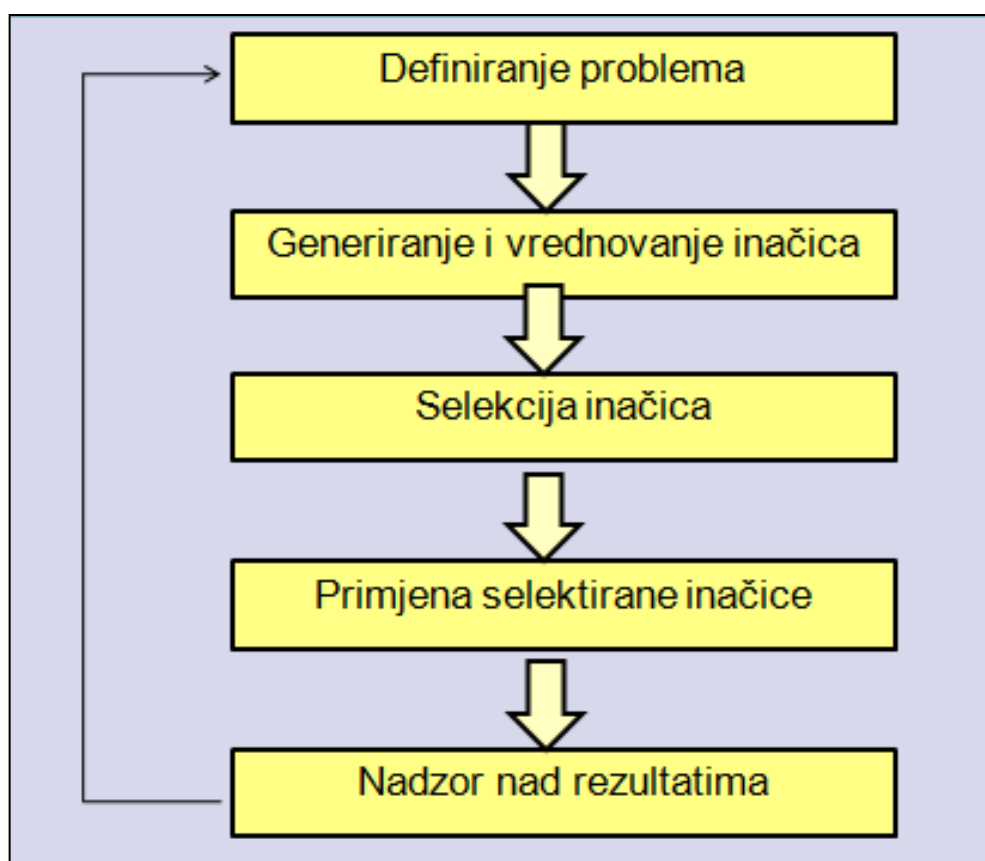 Definiranje problema
Generiranje i vrednovanje inačica
Selekcija inačica
Primjena selektirane inačice
Nadzor nad rezultatima